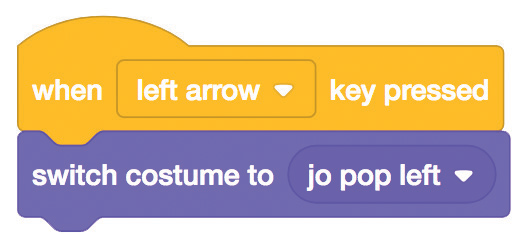 when left arrow key pressed
switch costume to jo pop left